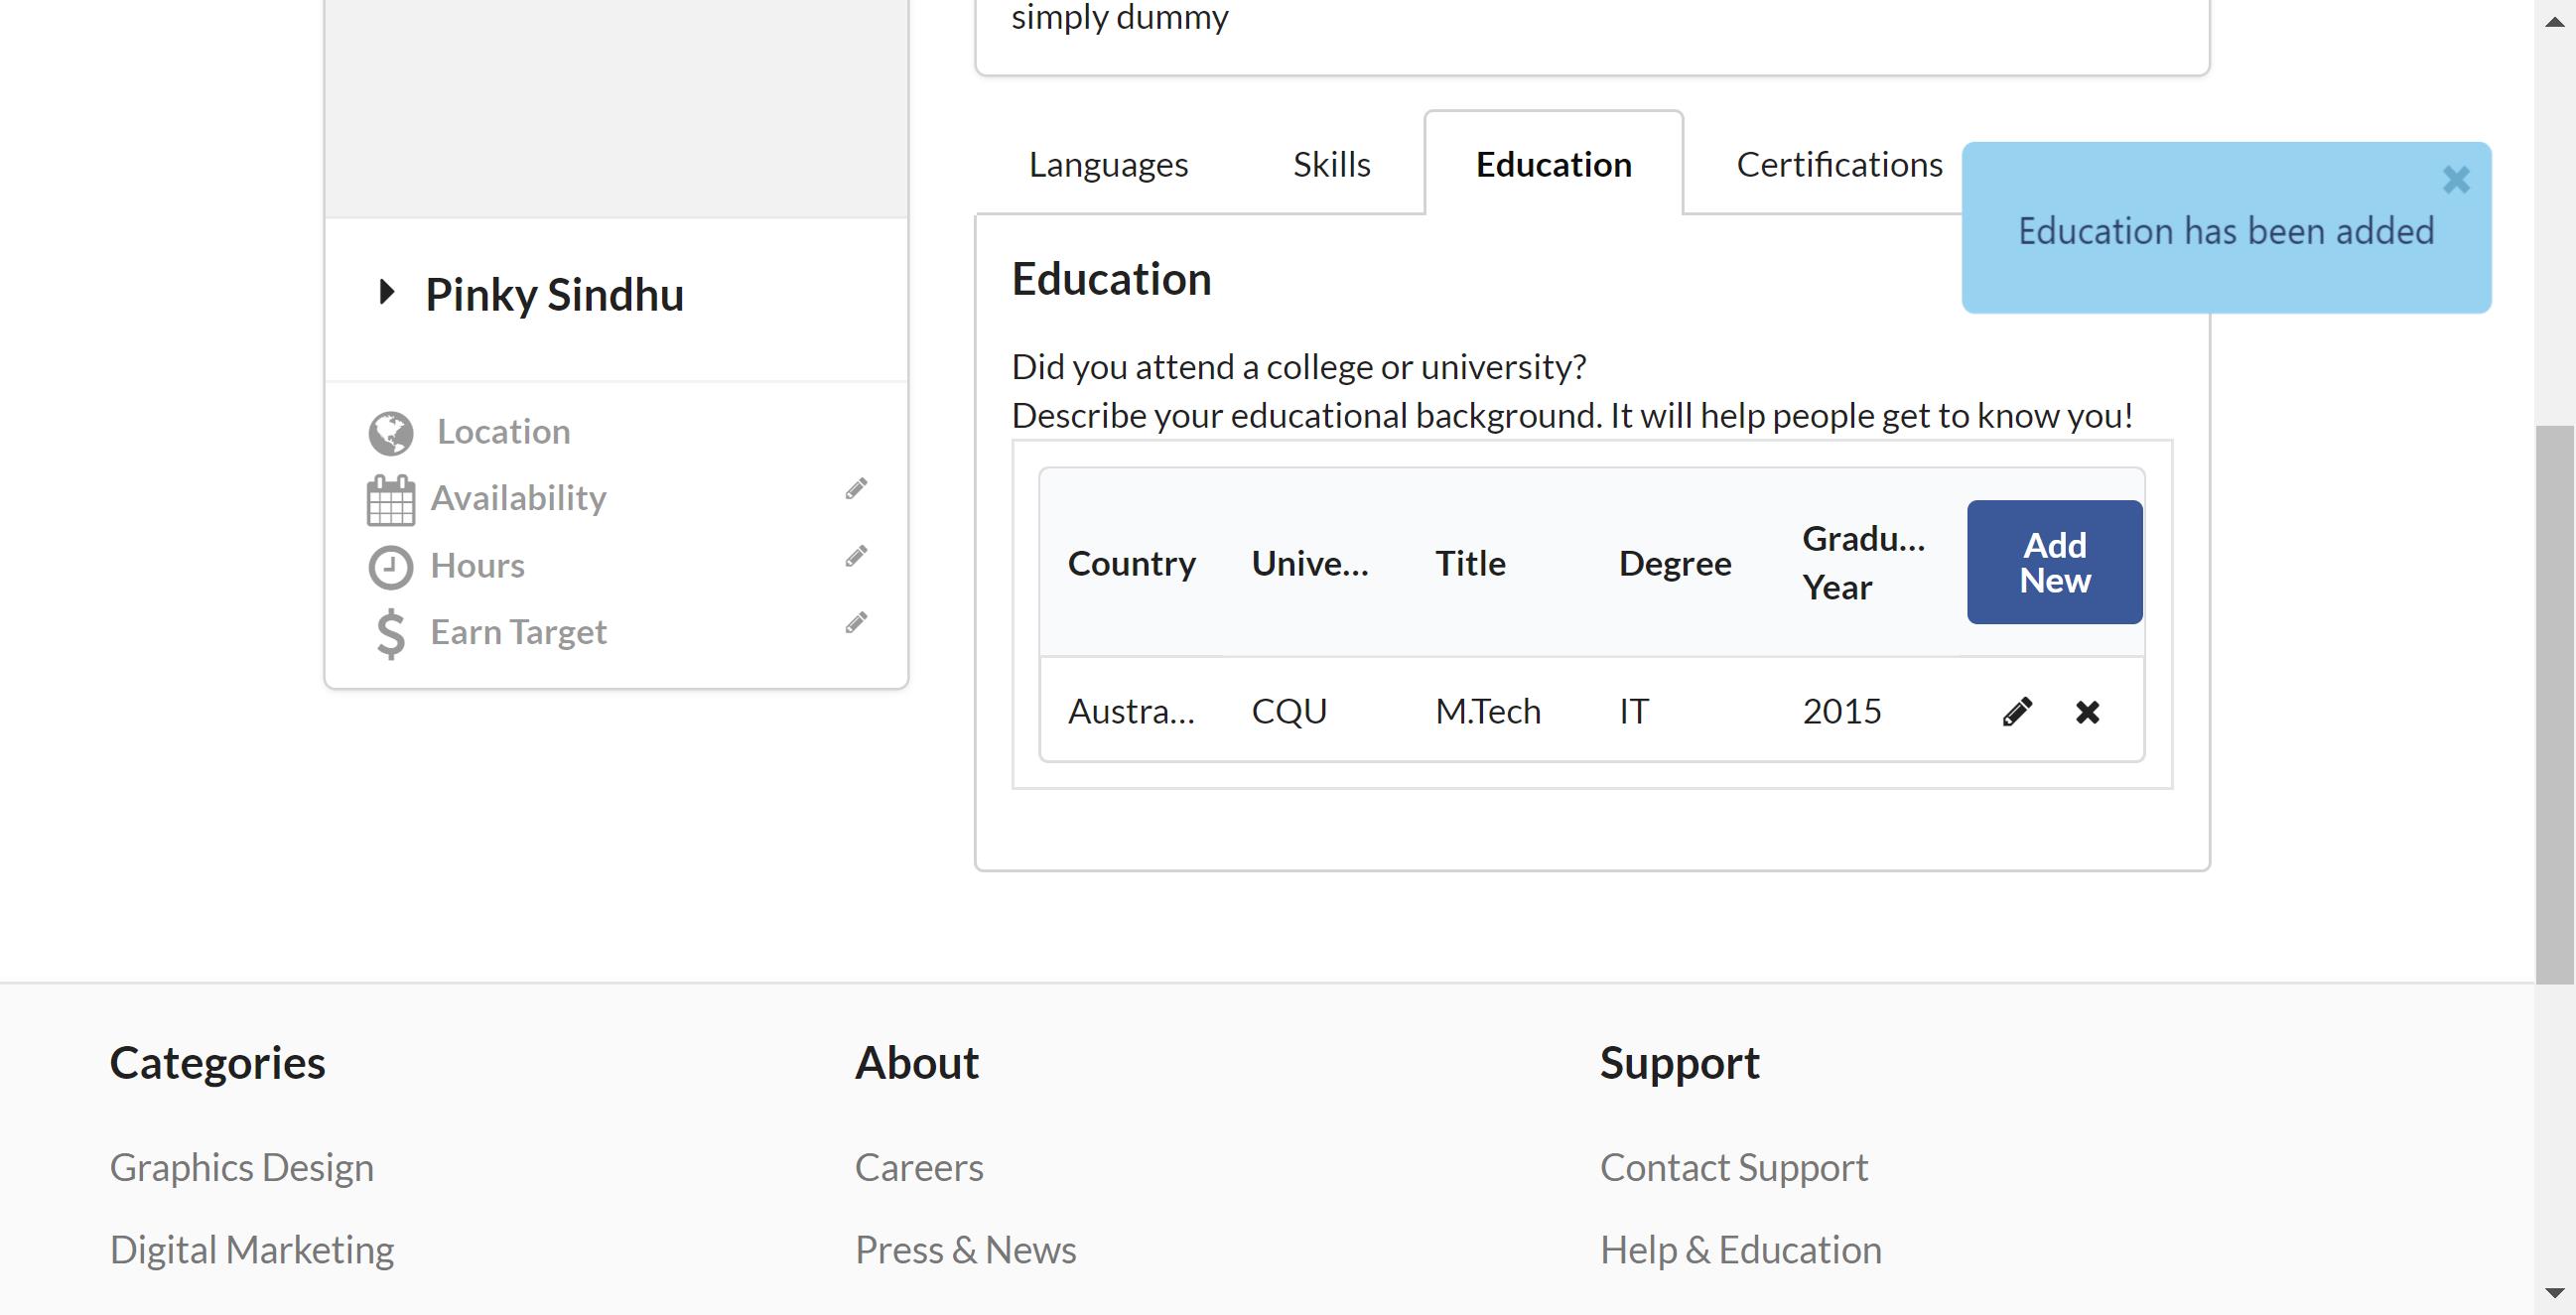 simply dummy
Languages
Skills
Education
Certifications
Education has been added
Education
Pinky Sindhu
Did you attend a college or university?
Describe your educational background. It will help people get to know you!
Location
Availability
Hours
Earn Target
Country
Unive...
Title
Degree
Gradu...
Year
Add
New
Austra...
CQU
M.Tech
IT
2015
Categories
About
Support
Graphics Design
Careers
Contact Support
Digital Marketing
Press & News
Help & Education